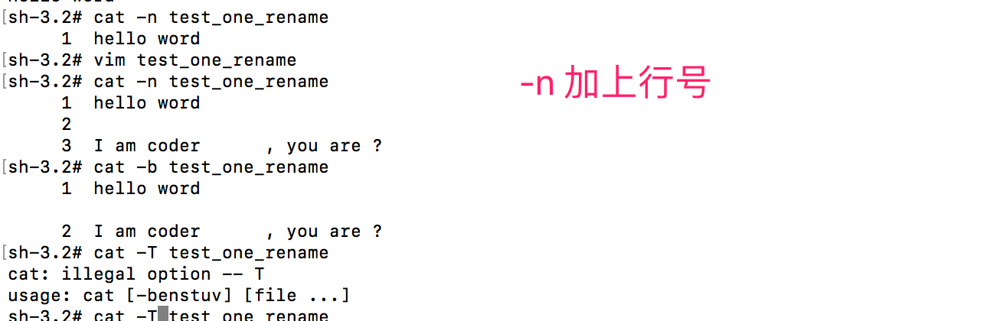 hello word
[sh-3.2# cat -n test_one_rename
     1  hello word
[sh-3.2# vim test_one_rename
[sh-3.2# cat -n test_one_rename
-n 加上行号
     1  hello word
     2
     3  I am coder      , you are ?
[sh-3.2# cat -b test_one_rename
     1  hello word

     2  I am coder      , you are ?
[sh-3.2# cat -T test_one_rename
cat: illegal option -- T
usage: cat [-benstuv] [file ...]
sh-3.2# cat -T test_one_rename